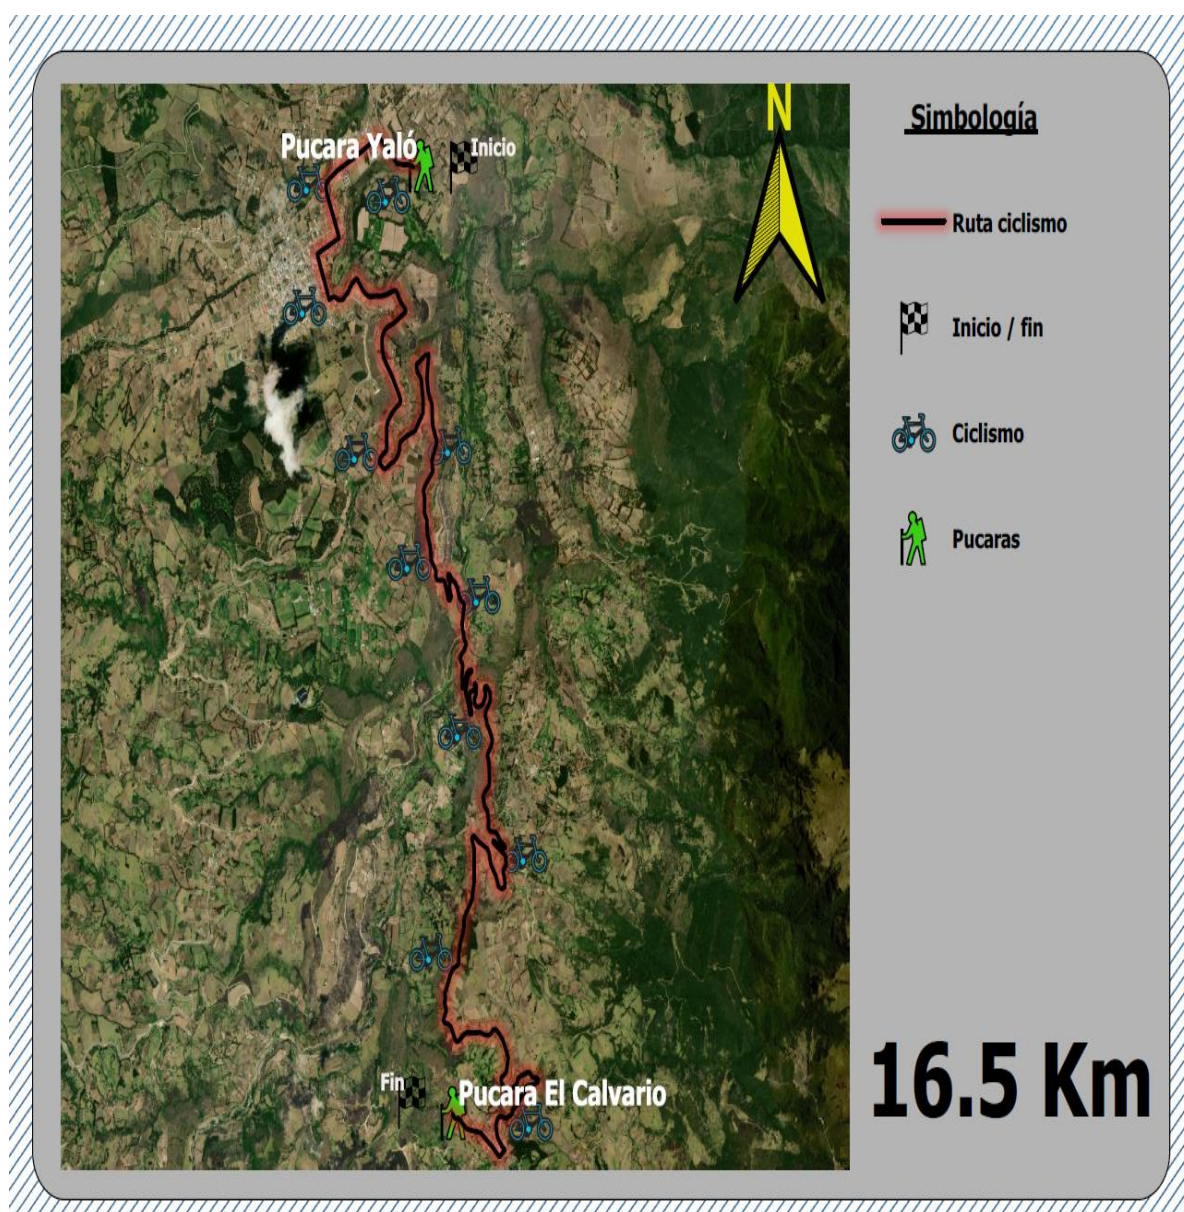 N
Pucara Yaló
Inicio
Fin
Pucara El Calvario
Simbología
Ruta ciclismo
Inicio / fin
Ciclismo
Pucaras
16.5 Km